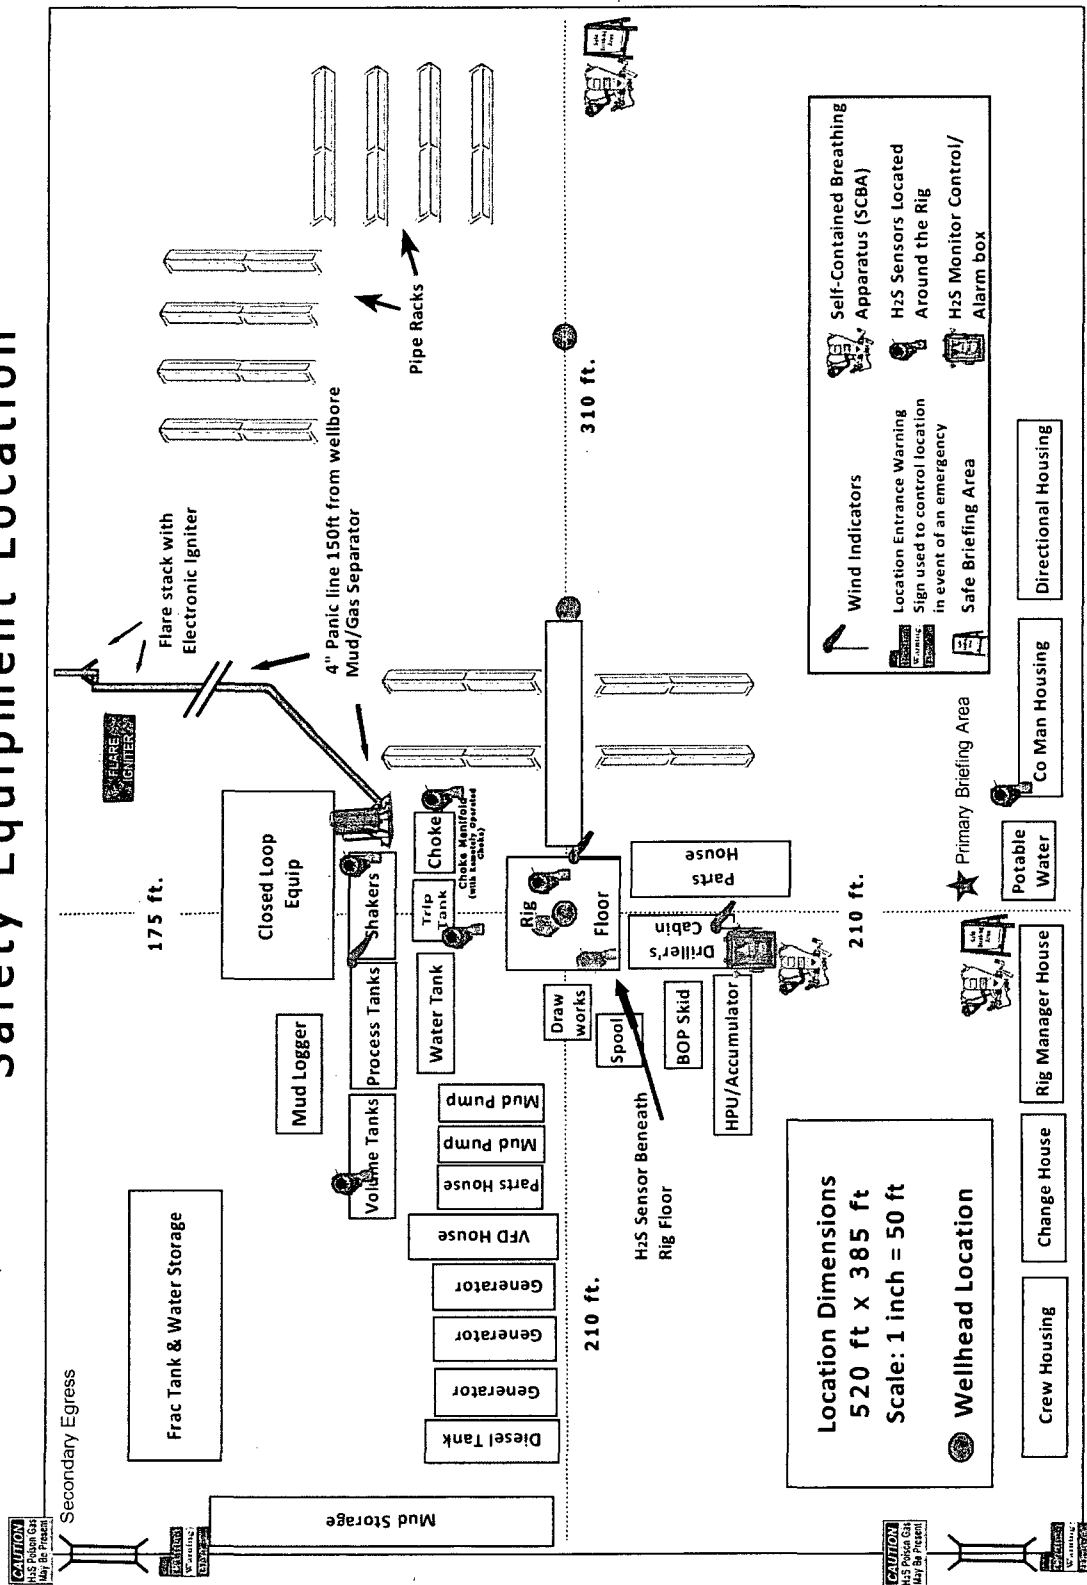 Safety Equipment Location
CAUTION
H2S Poison Gas
May Be Present
Secondary Egress
Frac Tank & Water Storage
Mud Storage
Diesel Tank
Generator
Generator
Generator
VFD House
Parts House
Mud Pump
Mud Pump
Volume Tanks
Process Tanks
Shakers
Mud Logger
Water Tank
Trip
Tank
Choke
Choke Manifold
(with Remotely Operated
Choke)
Closed Loop
Equip
175 ft.
FLARE
IGNITER
Flare stack with
Electronic Igniter
4" Panic line 150ft from wellbore
Mud/Gas Separator
Pipe Racks
310 ft.
210 ft.
210 ft.
Draw
works
Spool
BOP Skid
HPU/Accumulator
Rig
Floor
Driller's
Cabin
Parts
House
H2S Sensor Beneath
Rig Floor
Primary Briefing Area
Location Dimensions
520 ft x 385 ft
Scale: 1 inch = 50 ft
Wellhead Location
Wind Indicators
Location Entrance Warning
Sign used to control location
in event of an emergency
Safe Briefing Area
Self-Contained Breathing
Apparatus (SCBA)
H2S Sensors Located
Around the Rig
H2S Monitor Control/
Alarm box
Crew Housing
Change House
Rig Manager House
Potable
Water
Co Man Housing
Directional Housing
CAUTION
H2S Poison Gas
May Be Present